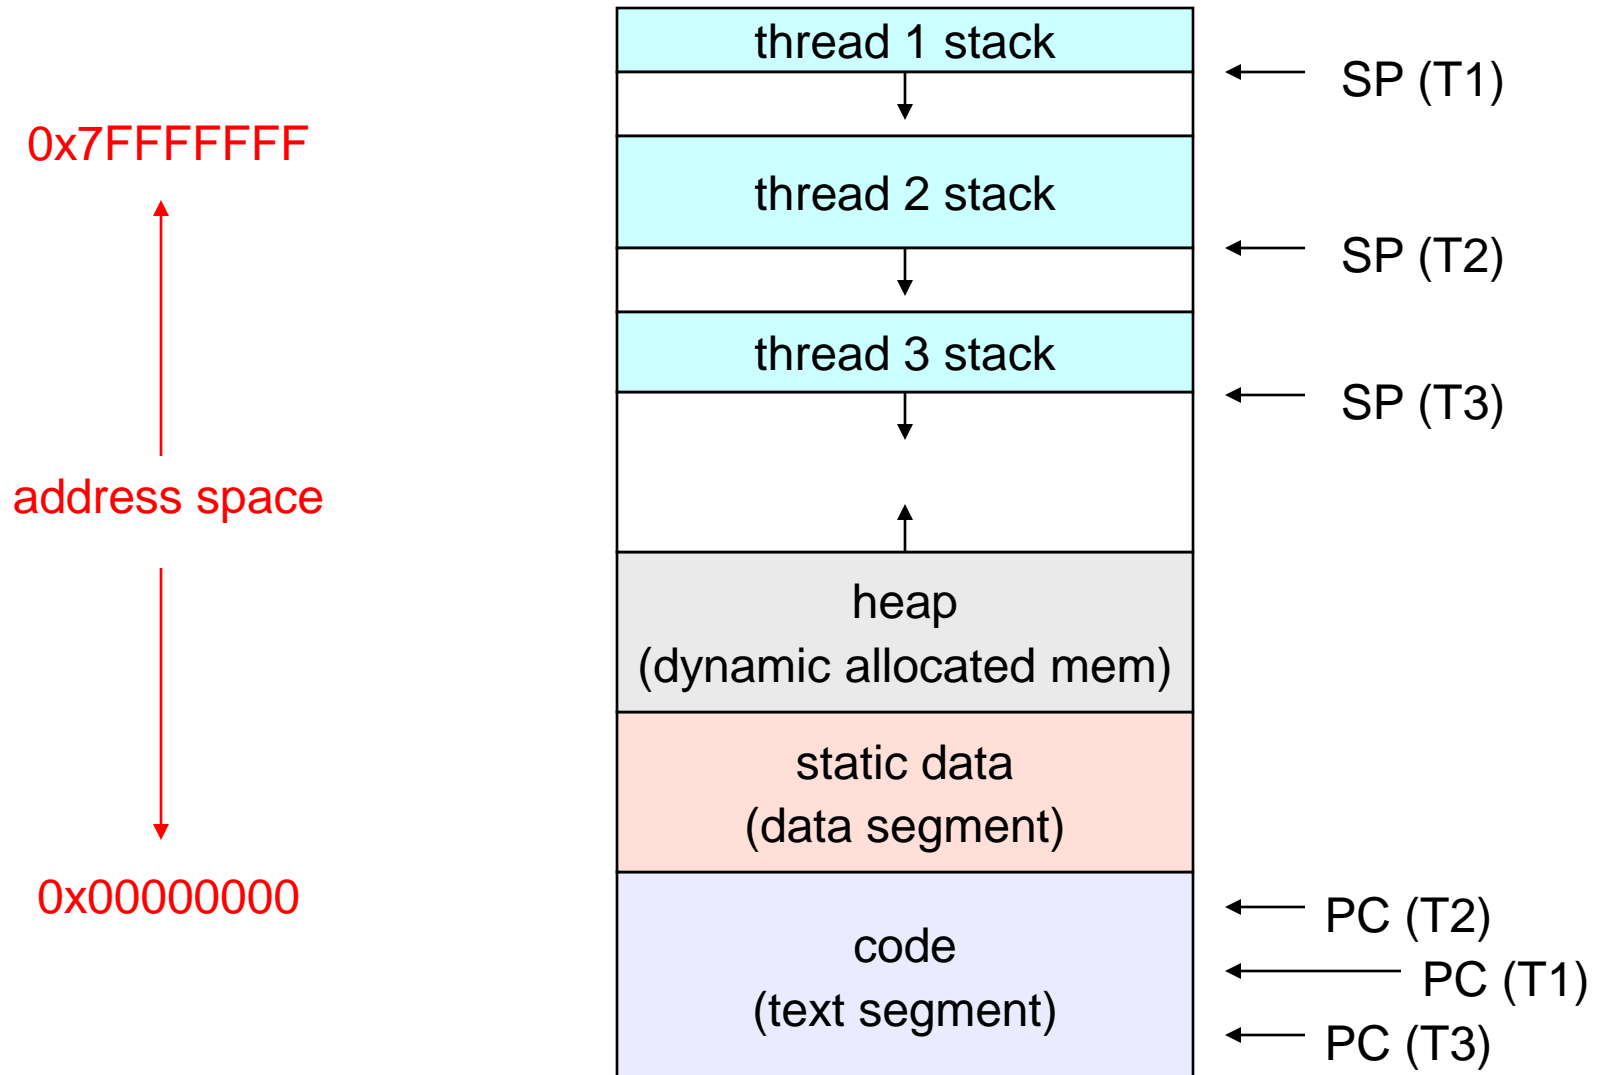 thread 1 stack
SP (T1)
0x7FFFFFFF
thread 2 stack
SP (T2)
thread 3 stack
SP (T3)
address space
heap
(dynamic allocated mem)
static data
(data segment)
0x00000000
PC (T2)
code
PC (T1)
(text segment)
PC (T3)